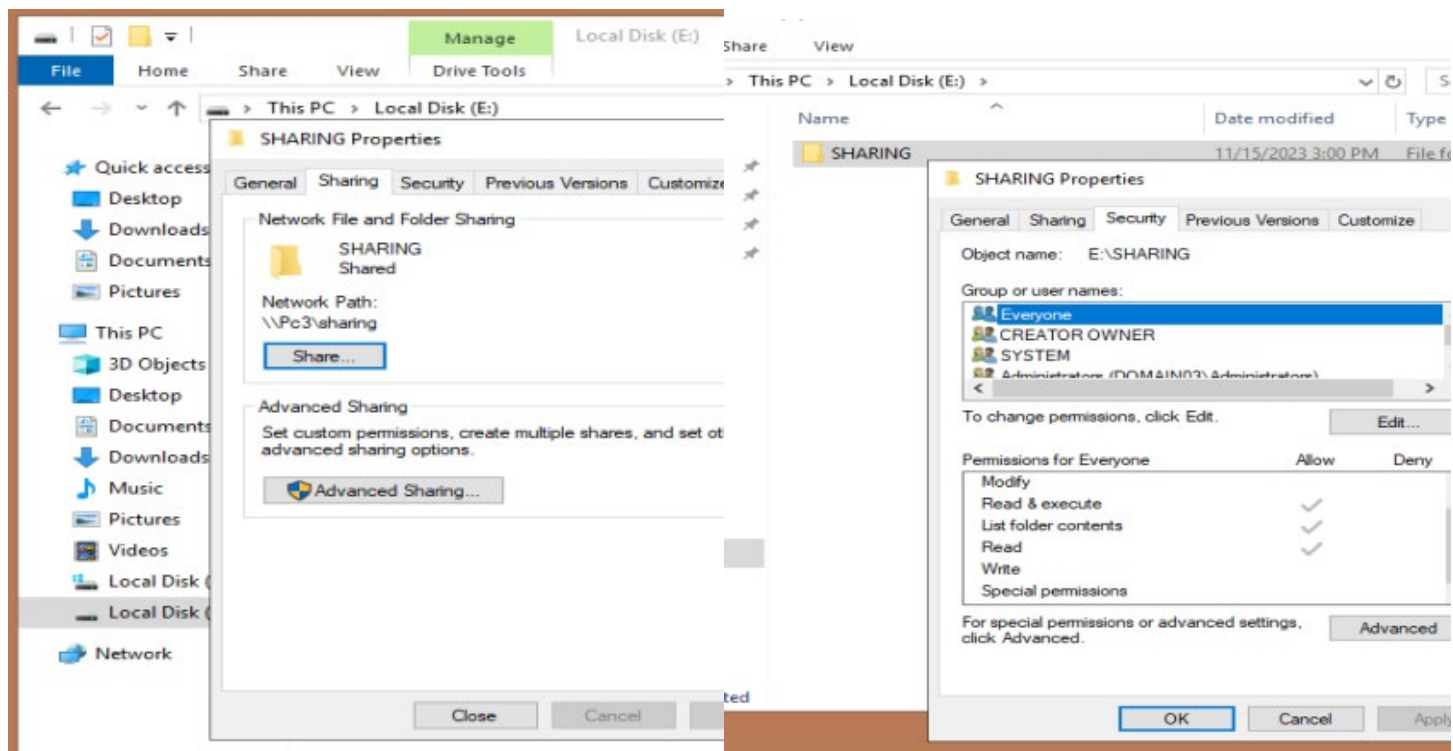 Manage Local Disk (E:)
File Home Share View Drive Tools
This PC > Local Disk (E:)
SHARING Properties
Quick access
Desktop
Downloads
Documents
Pictures
This PC
3D Objects
Desktop
Documents
Downloads
Music
Pictures
Videos
Local Disk (
Local Disk (
Network
General Sharing Security Previous Versions Customize
Network File and Folder Sharing
SHARING
Shared
Network Path:
\\Pc3\sharing
Share...
Advanced Sharing
Set custom permissions, create multiple shares, and set ot
advanced sharing options.
Advanced Sharing...
Close Cancel
Share View
This PC > Local Disk (E:) >
Name Date modified Type
SHARING 11/15/2023 3:00 PM File fo
SHARING Properties
General Sharing Security Previous Versions Customize
Object name: E:\SHARING
Group or user names:
Everyone
CREATOR OWNER
SYSTEM
Administrators (DOMAIN03\Administrators)
To change permissions, click Edit.
Edit...
Permissions for Everyone Allow Deny
Modify
Read & execute
List folder contents
Read
Write
Special permissions
For special permissions or advanced settings,
click Advanced.
Advanced
OK Cancel Apply